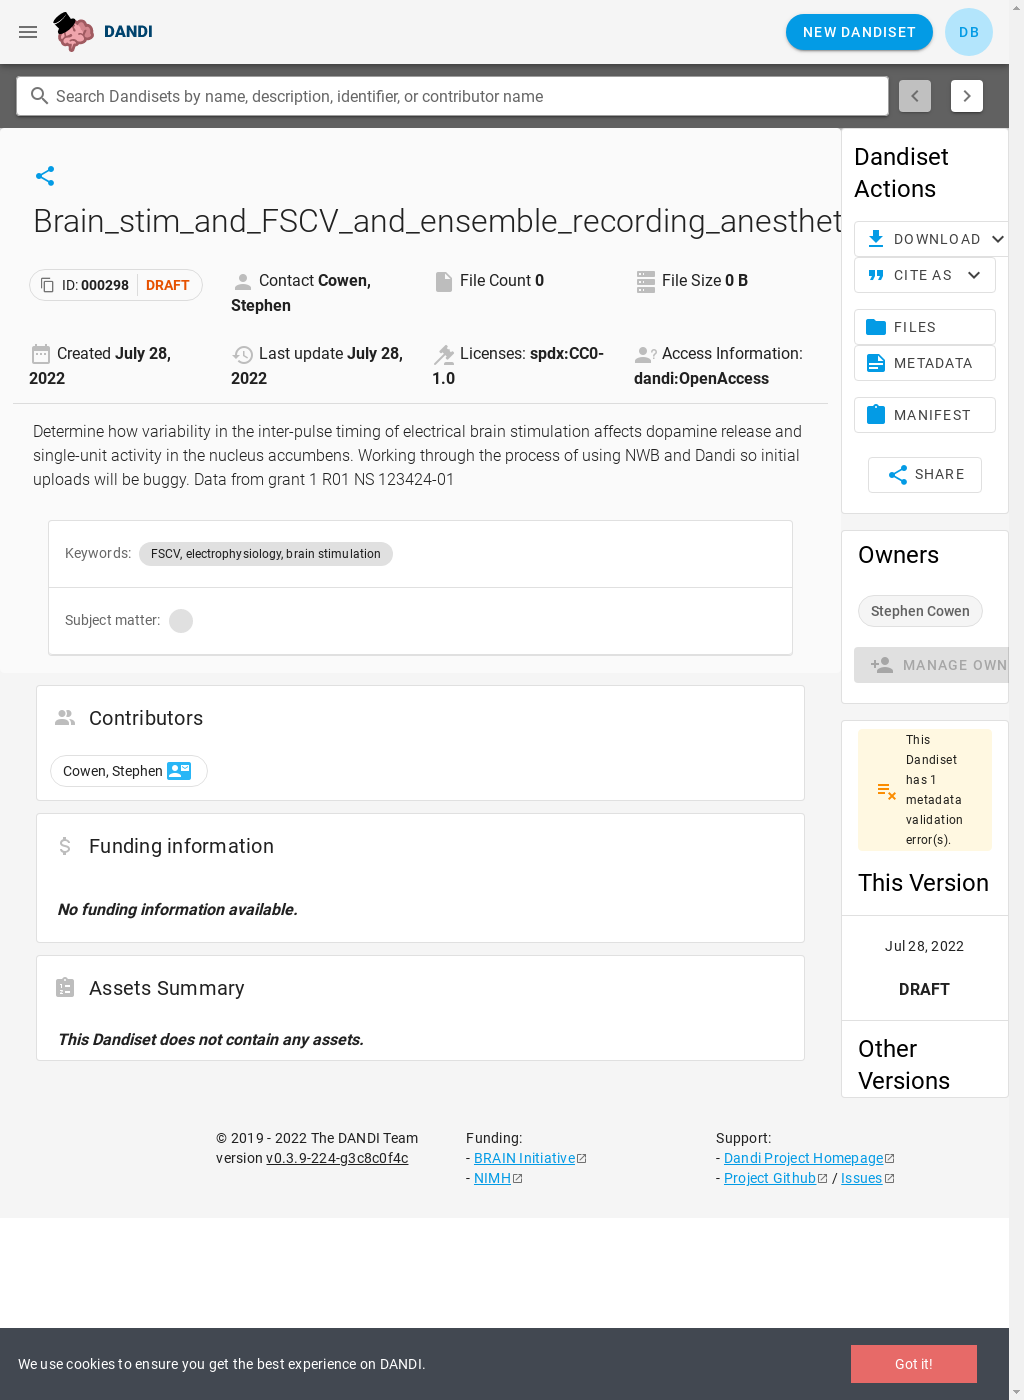 DANDI
NEW DANDISET
DB
Search Dandisets by name, description, identifier, or contributor name
Brain_stim_and_FSCV_and_ensemble_recording_anesthet
ID: 000298
DRAFT
Contact Cowen,
Stephen
File Count 0
File Size 0 B
Created July 28,
2022
Last update July 28,
2022
Licenses: spdx:CC0-
1.0
Access Information:
dandi:OpenAccess
Determine how variability in the inter-pulse timing of electrical brain stimulation affects dopamine release and
single-unit activity in the nucleus accumbens. Working through the process of using NWB and Dandi so initial
uploads will be buggy. Data from grant 1 R01 NS 123424-01
Keywords: FSCV, electrophysiology, brain stimulation
Subject matter:
Contributors
Cowen, Stephen
Funding information
No funding information available.
Assets Summary
This Dandiset does not contain any assets.
Dandiset
Actions
DOWNLOAD
CITE AS
FILES
METADATA
MANIFEST
SHARE
Owners
Stephen Cowen
MANAGE OWN
This
Dandiset
has 1
metadata
validation
error(s).
This Version
Jul 28, 2022
DRAFT
Other
Versions
© 2019 - 2022 The DANDI Team
version v0.3.9-224-g3c8c0f4c
Funding:
- BRAIN Initiative
- NIMH
Support:
- Dandi Project Homepage
- Project Github / Issues
We use cookies to ensure you get the best experience on DANDI.
Got it!